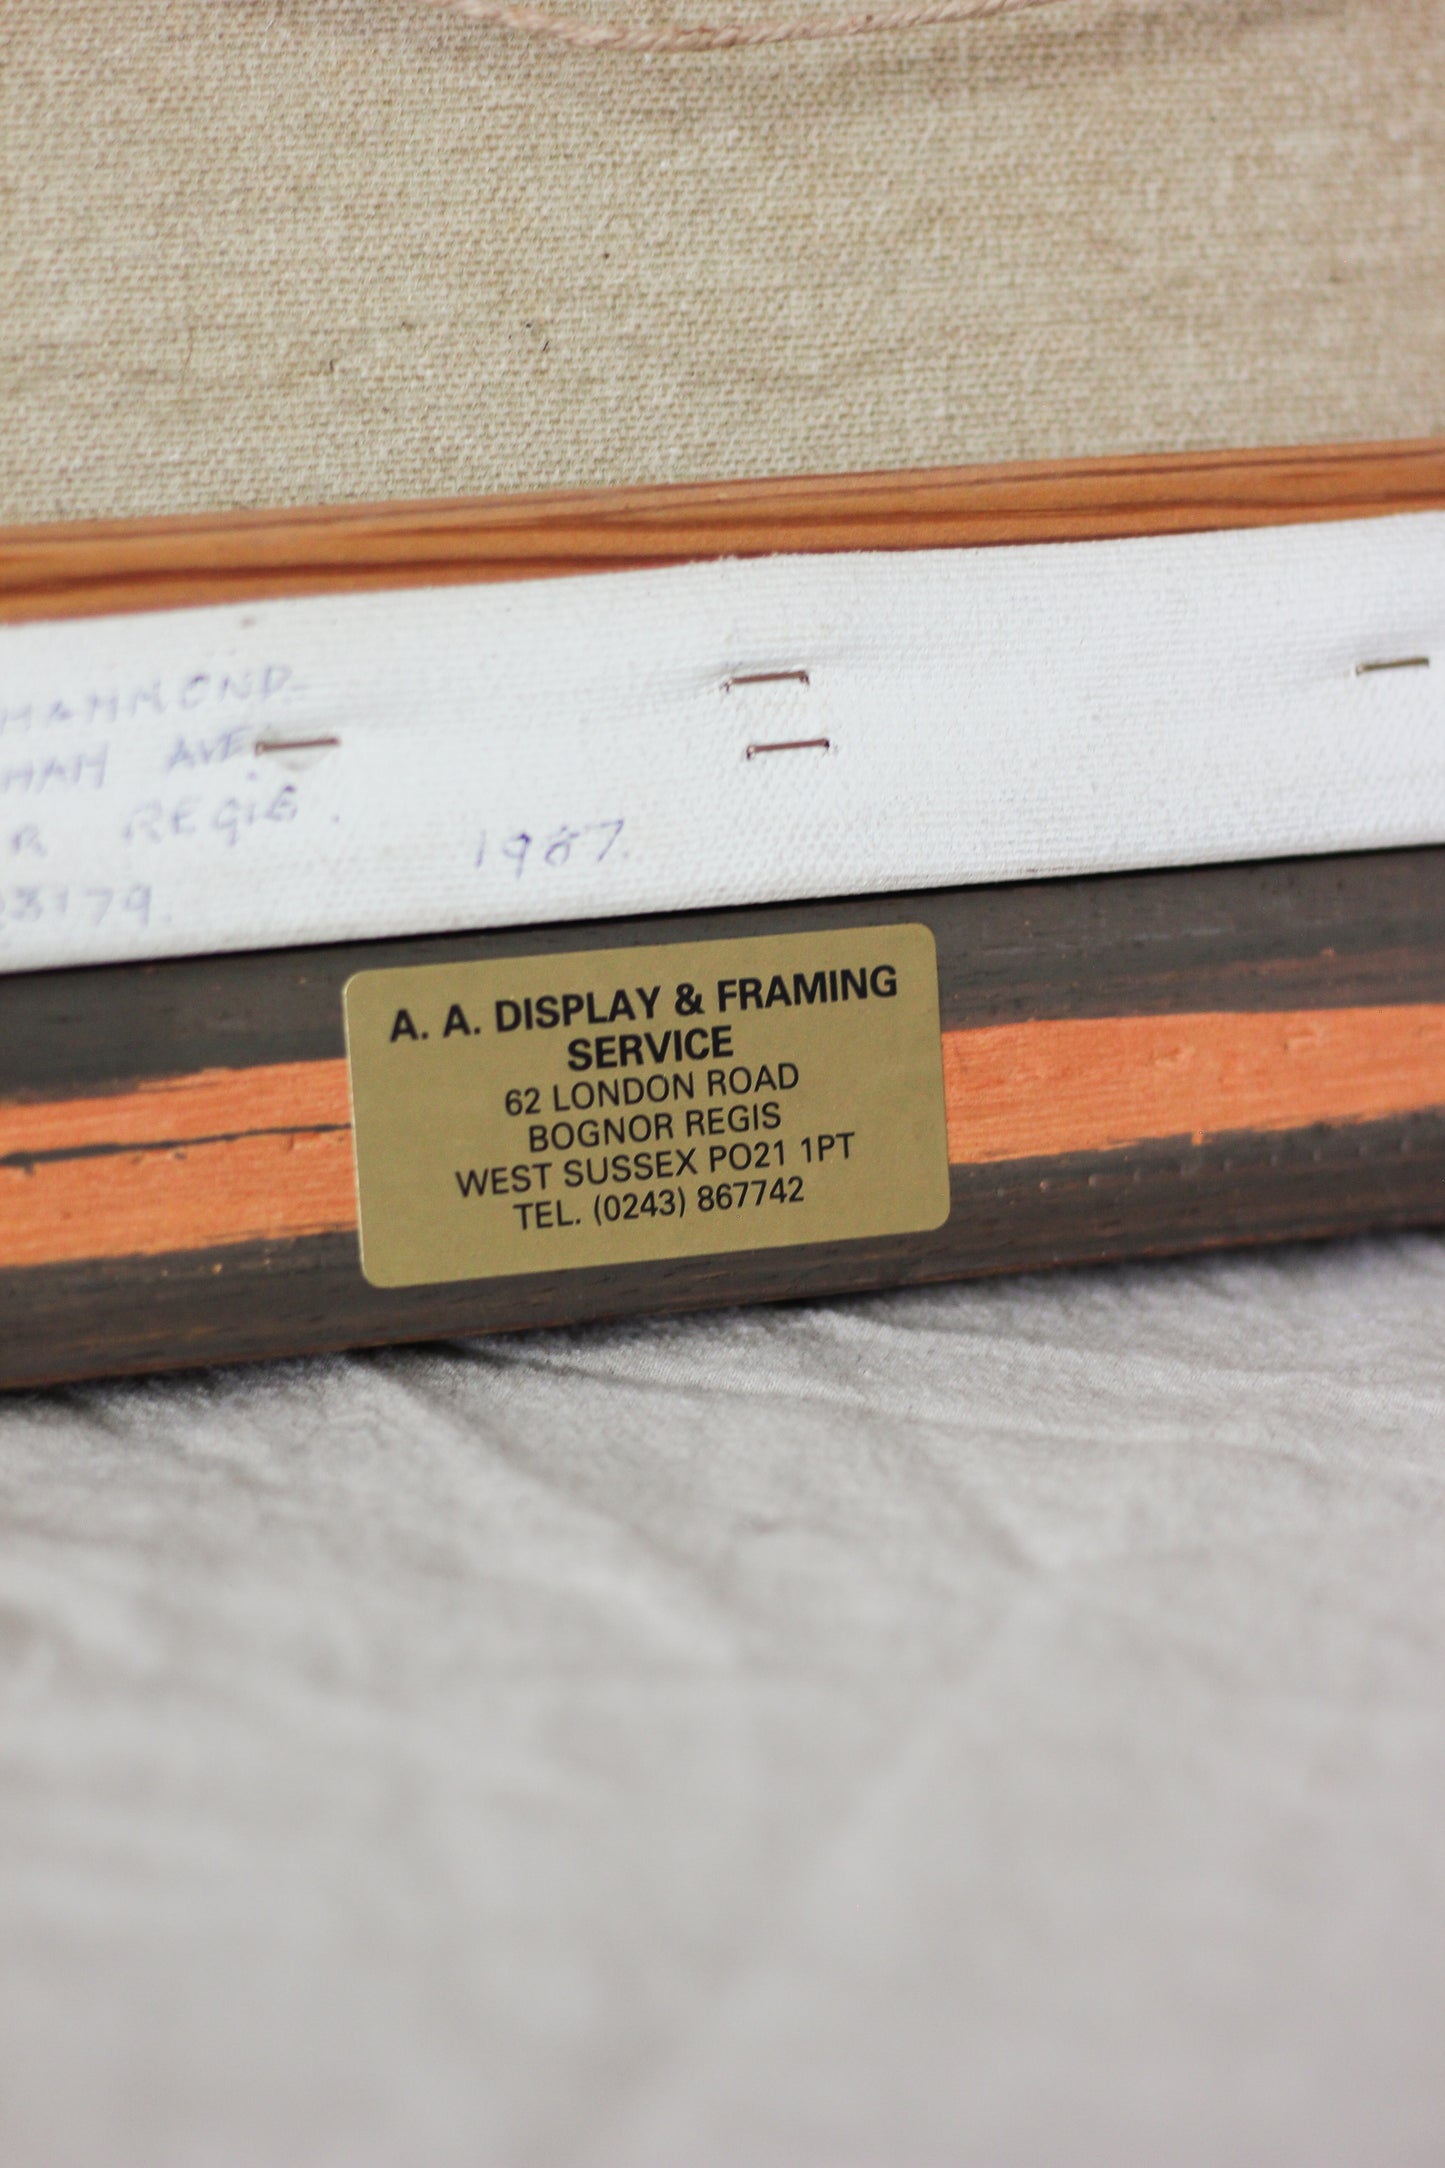 HAMMOND
HAM AVE.
R REGIS.
1987.
23179.
A. A. DISPLAY & FRAMING
SERVICE
62 LONDON ROAD
BOGNOR REGIS
WEST SUSSEX PO21 1PT
TEL. (0243) 867742